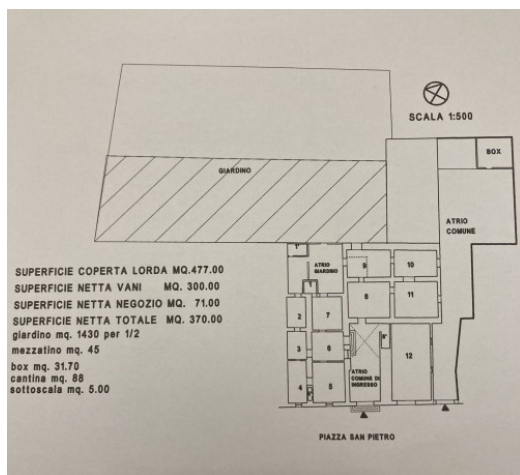 SCALA 1:500
BOX
GIARDINO
ATRIO
COMUNE
1'
ATRIO
GIARDINO
9
10
1
8
11
2
7
3
6
8'
12
ATRIO
COMUNE DI
INGRESSO
4
5
SUPERFICIE COPERTA LORDA MQ.477.00
SUPERFICIE NETTA VANI MQ. 300.00
SUPERFICIE NETTA NEGOZIO MQ. 71.00
SUPERFICIE NETTA TOTALE MQ. 370.00
giardino mq. 1430 per 1/2
mezzatino mq. 45
box mq. 31.70
cantina mq. 88
sottoscala mq. 5.00
PIAZZA SAN PIETRO